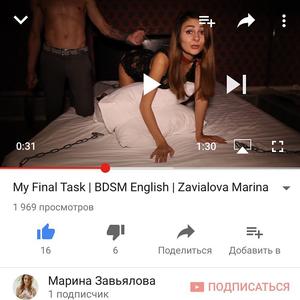 0:31
1:30
My Final Task | BDSM English | Zavialova Marina
1 969 просмотров
16
6
Поделиться
Добавить в
Марина Завьялова
1 подписчик
ПОДПИСАТЬСЯ